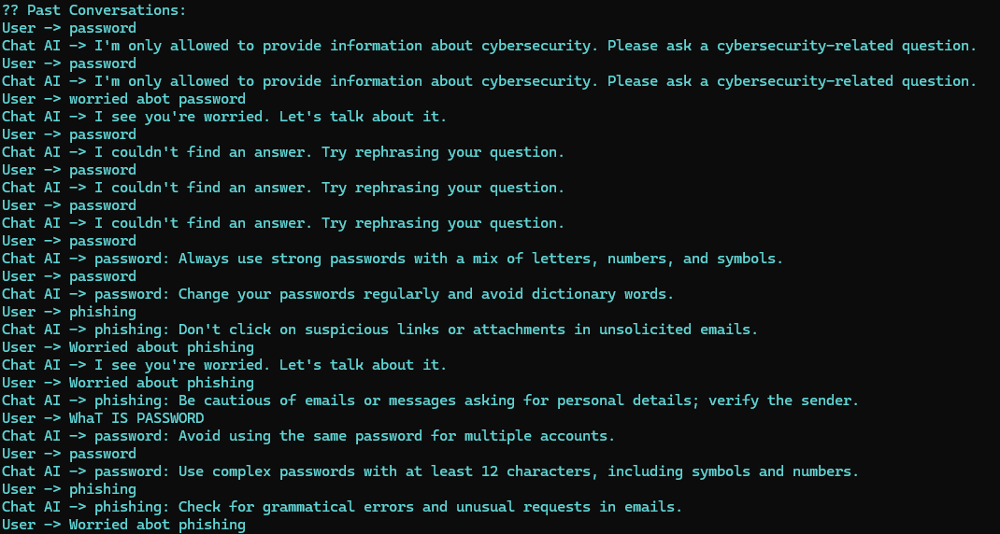 ?? Past Conversations:
User -> password
Chat AI -> I'm only allowed to provide information about cybersecurity. Please ask a cybersecurity-related question.
User -> password
Chat AI -> I'm only allowed to provide information about cybersecurity. Please ask a cybersecurity-related question.
User -> worried abot password
Chat AI -> I see you're worried. Let's talk about it.
User -> password
Chat AI -> I couldn't find an answer. Try rephrasing your question.
User -> password
Chat AI -> I couldn't find an answer. Try rephrasing your question.
User -> password
Chat AI -> I couldn't find an answer. Try rephrasing your question.
User -> password
Chat AI -> password: Always use strong passwords with a mix of letters, numbers, and symbols.
User -> password
Chat AI -> password: Change your passwords regularly and avoid dictionary words.
User -> phishing
Chat AI -> phishing: Don't click on suspicious links or attachments in unsolicited emails.
User -> Worried about phishing
Chat AI -> I see you're worried. Let's talk about it.
User -> Worried about phishing
Chat AI -> phishing: Be cautious of emails or messages asking for personal details; verify the sender.
User -> WhaT IS PASSWORD
Chat AI -> password: Avoid using the same password for multiple accounts.
User -> password
Chat AI -> password: Use complex passwords with at least 12 characters, including symbols and numbers.
User -> phishing
Chat AI -> phishing: Check for grammatical errors and unusual requests in emails.
User -> Worried abot phishing